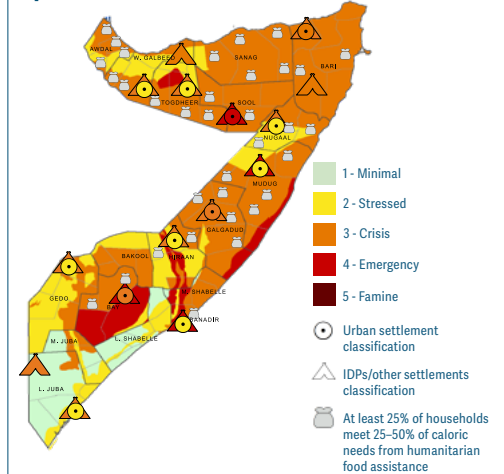 AWDAL
W. GALBEED
SANAG
BARI
TOGDHEER
SOOL
NUGAAL
MUDUG
GALGADUD
BAKOOL
HIRAAN
GEDO
BAY
M. SHABELLE
BANADIR
M. JUBA
L. SHABELLE
L. JUBA
1 - Minimal
2 - Stressed
3 - Crisis
4 - Emergency
5 - Famine
Urban settlement
classification
IDPs/other settlements
classification
At least 25% of households
meet 25–50% of caloric
needs from humanitarian
food assistance